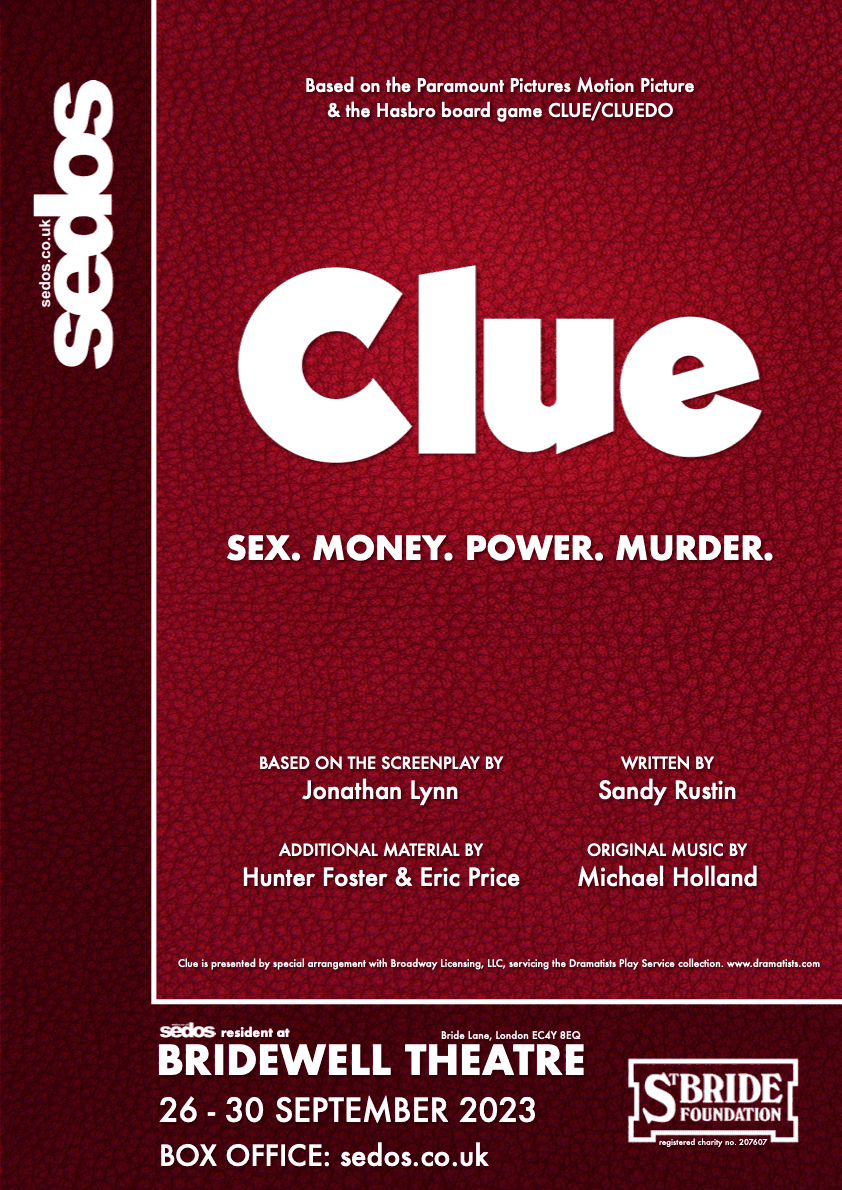 sedos
sedos.co.uk
Based on the Paramount Pictures Motion Picture
& the Hasbro board game CLUE/CLUEDO
Clue
SEX. MONEY. POWER. MURDER.
BASED ON THE SCREENPLAY BY
Jonathan Lynn
WRITTEN BY
Sandy Rustin
ADDITIONAL MATERIAL BY
Hunter Foster & Eric Price
ORIGINAL MUSIC BY
Michael Holland
Clue is presented by special arrangement with Broadway Licensing, LLC, servicing the Dramatists Play Service collection. www.dramatists.com
sedos resident at
Bride Lane, London EC4Y 8EQ
BRIDEWELL THEATRE
26 - 30 SEPTEMBER 2023
BOX OFFICE: sedos.co.uk
ST BRIDE
FOUNDATION
registered charity no. 207607